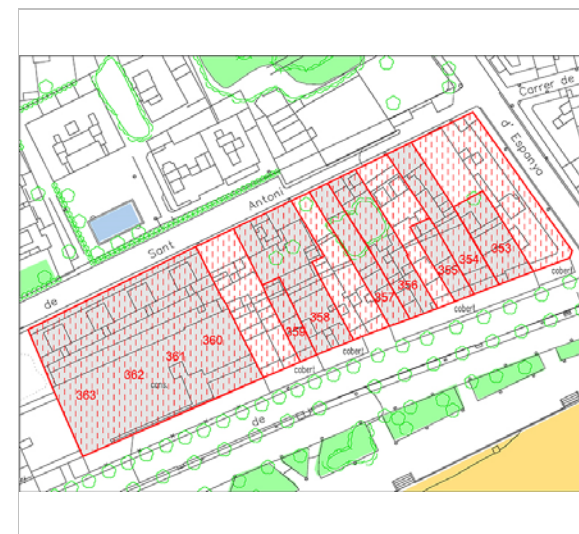 Carrer de
d' Espanya
Antoni
Sant
de
353
354
355
356
357
358
359
360
361
362
363
cobert
cobert
cobert
cobert
de